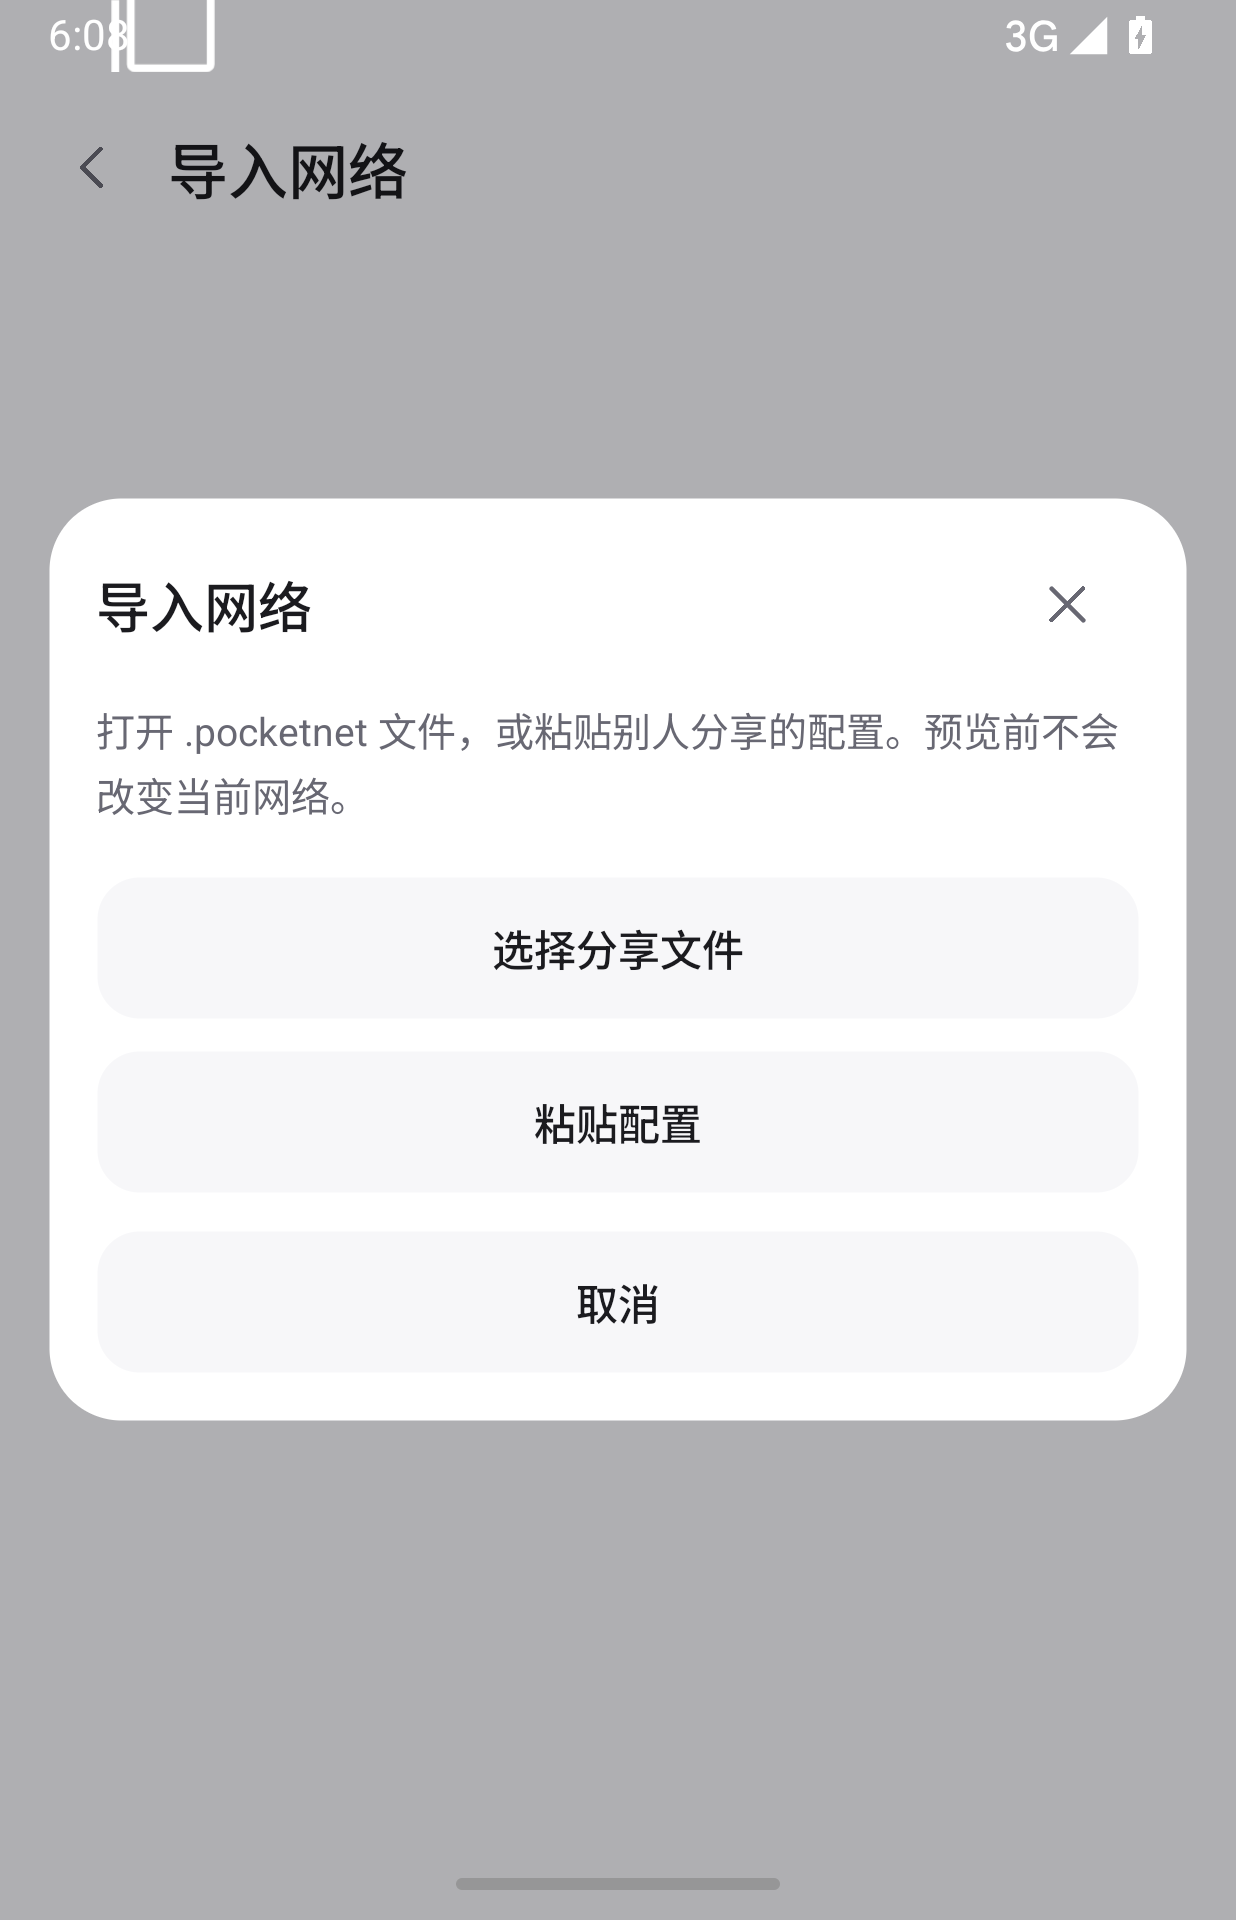 6:08
3G
导入网络
导入网络
打开 .pocketnet 文件，或粘贴别人分享的配置。预览前不会
改变当前网络。
选择分享文件
粘贴配置
取消